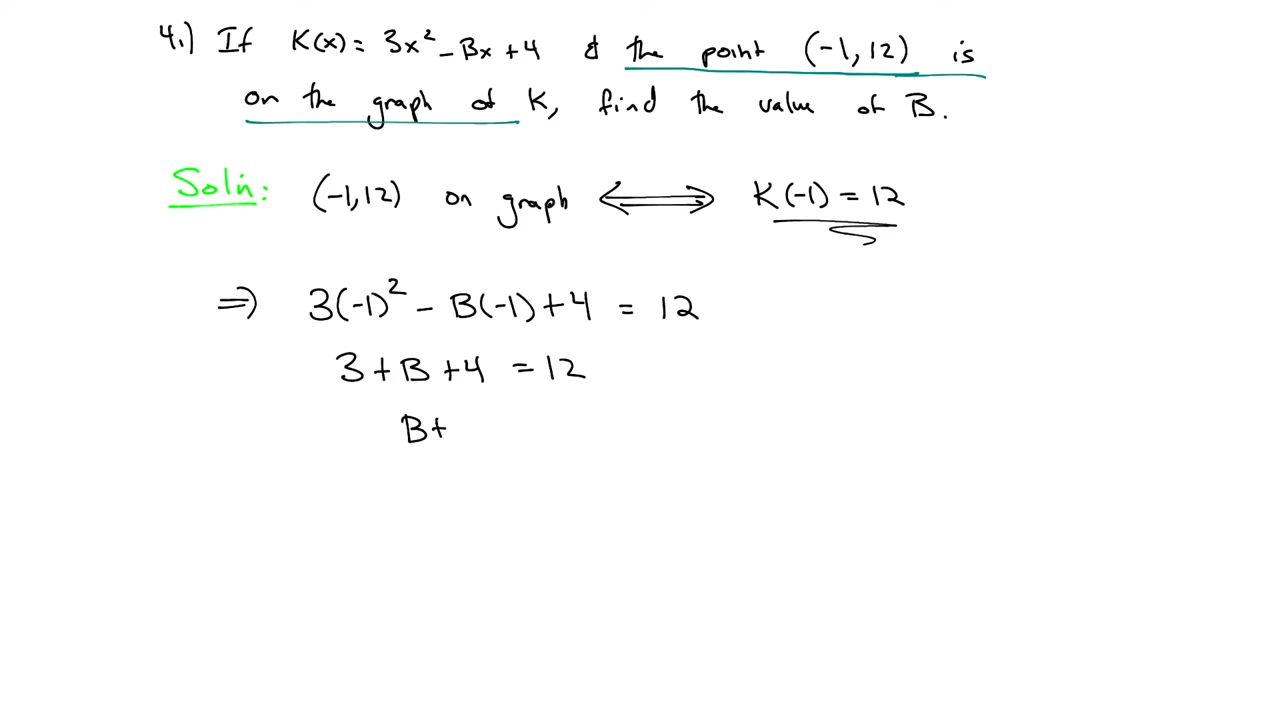 4.) If K(x) = 3x² - Bx + 4 & the point (-1, 12) is
on the graph of K, find the value of B.
Sol'n: (-1, 12) on graph ⟺ K(-1) = 12
⇒ 3(-1)² - B(-1) + 4 = 12
3 + B + 4 = 12
B+